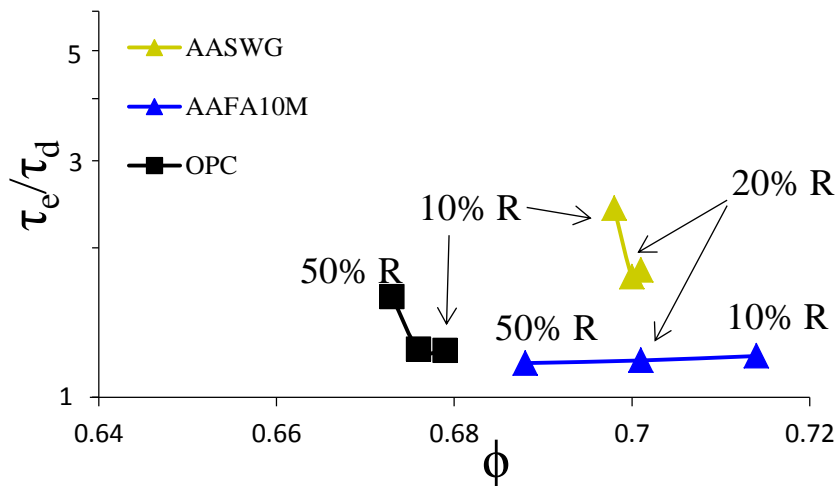 5
AASWG
AAFA10M
3
OPC
τe/τd
10% R
20% R
50% R
50% R
10% R
1
0.64
0.66
0.68
0.7
0.72
ϕ